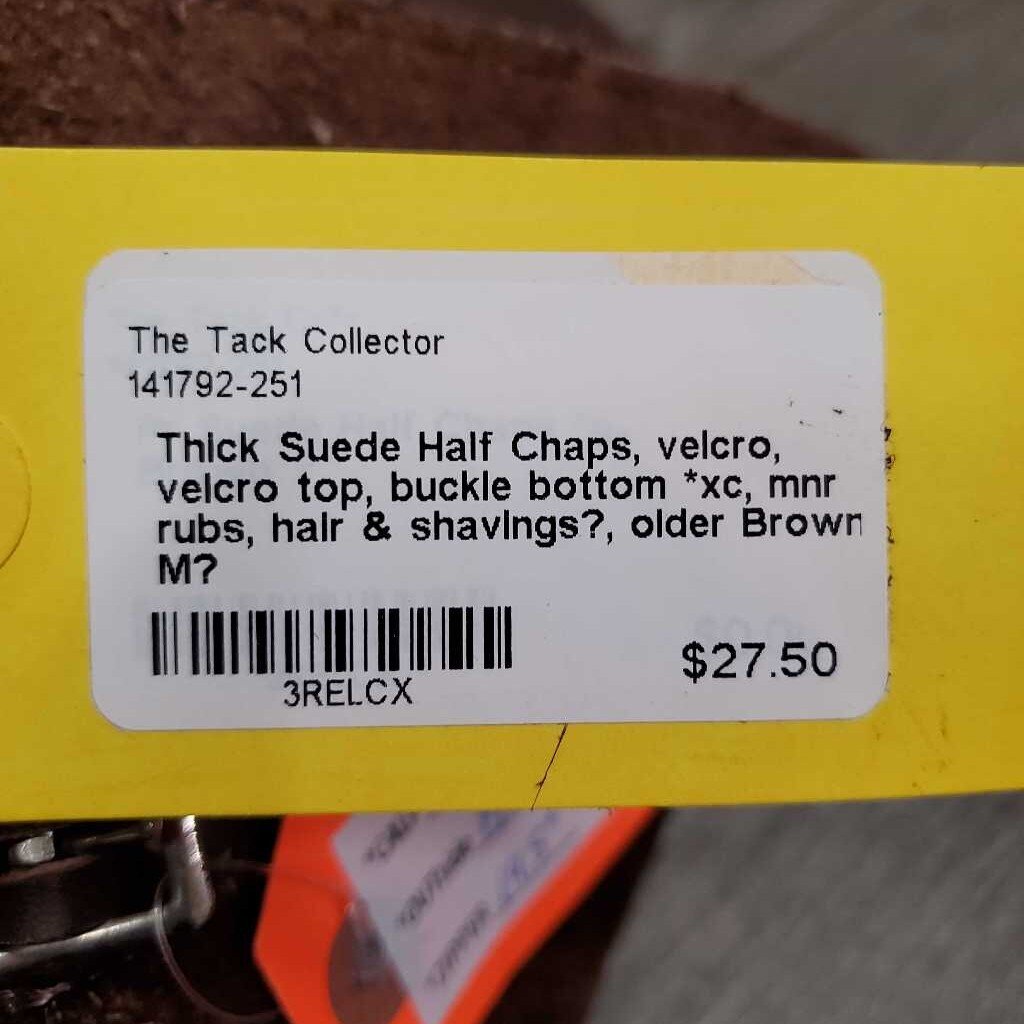 The Tack Collector
141792-251
Thick Suede Half Chaps, velcro,
velcro top, buckle bottom *xc, mnr
rubs, hair & shavings?, older Brown
M?
3RELCX
$27.50